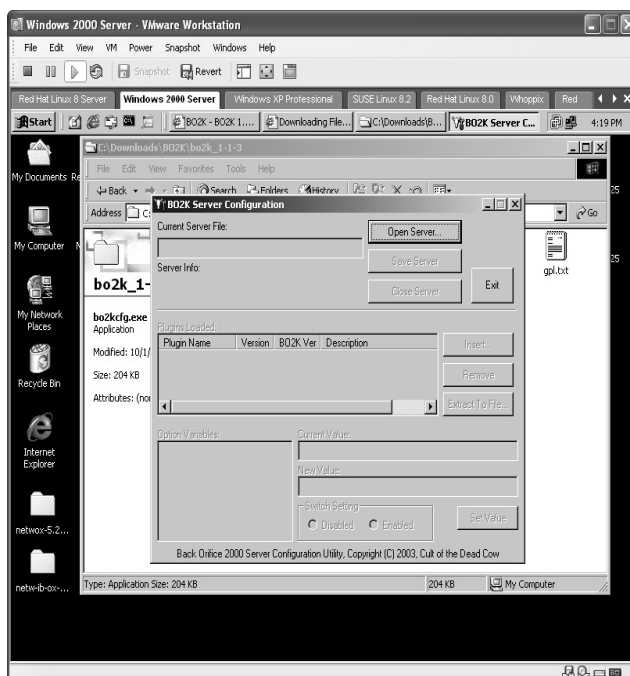 Windows 2000 Server - VMware Workstation
File Edit View VM Power Snapshot Windows Help
Snapshot Revert
Red Hat Linux 8 Server Windows 2000 Server Windows XP Professional SUSE Linux 8.2 Red Hat Linux 8.0 Whoppix Red
Start BO2K - BO2K 1.... Downloading File... C:\Downloads\B... BO2K Server C... 4:19 PM
My Documents Re
C:\Downloads\BO2K\bo2k_1-1-3
File Edit View Favorites Tools Help
Back Search Folders History
25
Address C: Go
BO2K Server Configuration
Current Server File:
Open Server...
Server Info:
Save Server
Close Server
Exit
My Computer N
gpl.txt
25
bo2k_1-
bo2kcfg.exe
Application
Modified: 10/1/
Size: 204 KB
Attributes: (no
Plugins Loaded:
Plugin Name Version BO2K Ver Description
Insert...
Remove
Extract To File...
My Network
Places
Recycle Bin
Option Variables:
Current Value:
New Value:
Switch Setting
Disabled Enabled
Set Value
Internet
Explorer
Back Orifice 2000 Server Configuration Utility, Copyright (C) 2003, Cult of the Dead Cow
netwox-5.2...
Type: Application Size: 204 KB 204 KB My Computer
netw-ib-ox-...